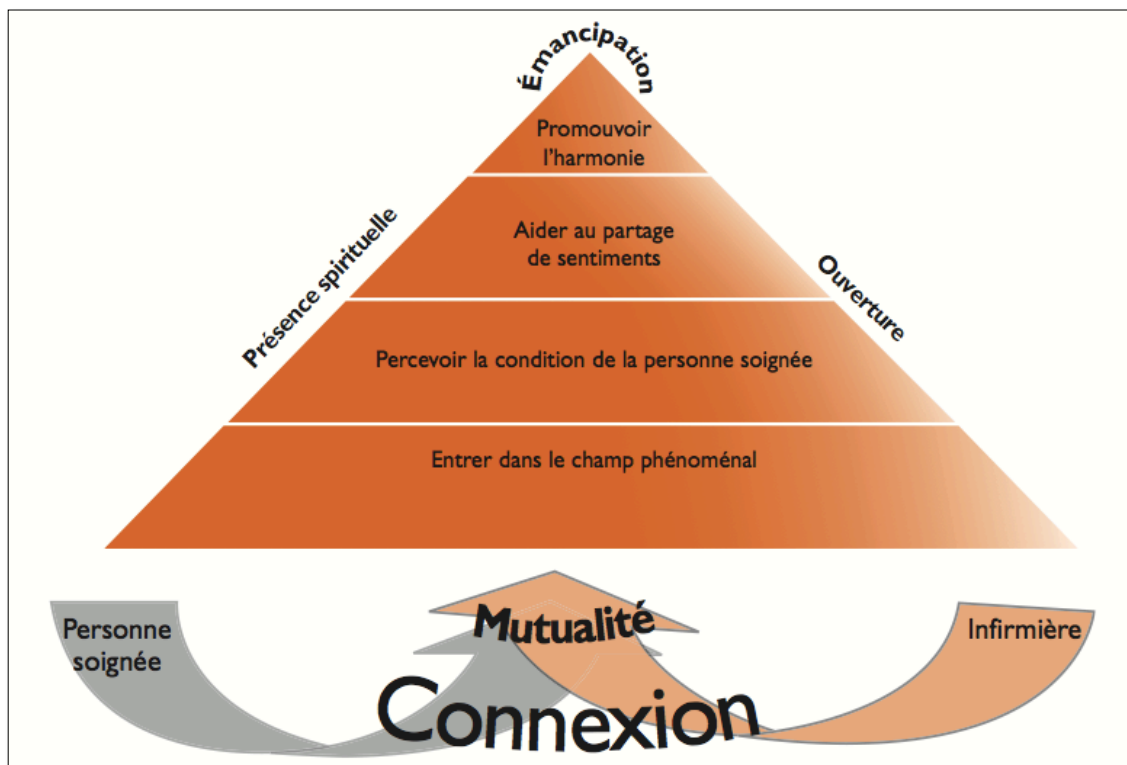 Émancipation
Promouvoir
l'harmonie
Aider au partage
de sentiments
Présence spirituelle
Ouverture
Percevoir la condition de la personne soignée
Entrer dans le champ phénoménal
Personne
soignée
Mutualité
Infirmière
Connexion